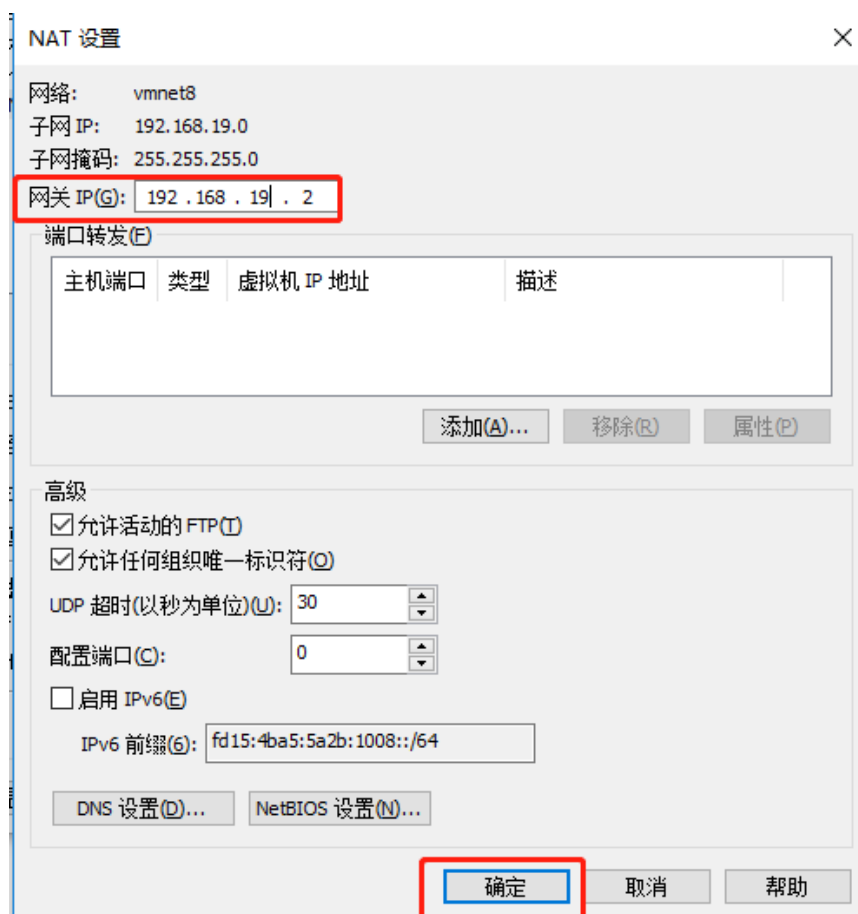 NAT 设置
网络: vmnet8
子网 IP: 192.168.19.0
子网掩码: 255.255.255.0
网关 IP(G): 192 . 168 . 19 . 2
端口转发(F)
主机端口 类型 虚拟机 IP 地址 描述
添加(A)... 移除(R) 属性(P)
高级
允许活动的 FTP(T)
允许任何组织唯一标识符(O)
UDP 超时(以秒为单位)(U): 30
配置端口(C): 0
启用 IPv6(E)
IPv6 前缀(6): fd15:4ba5:5a2b:1008::/64
DNS 设置(D)... NetBIOS 设置(N)...
确定 取消 帮助